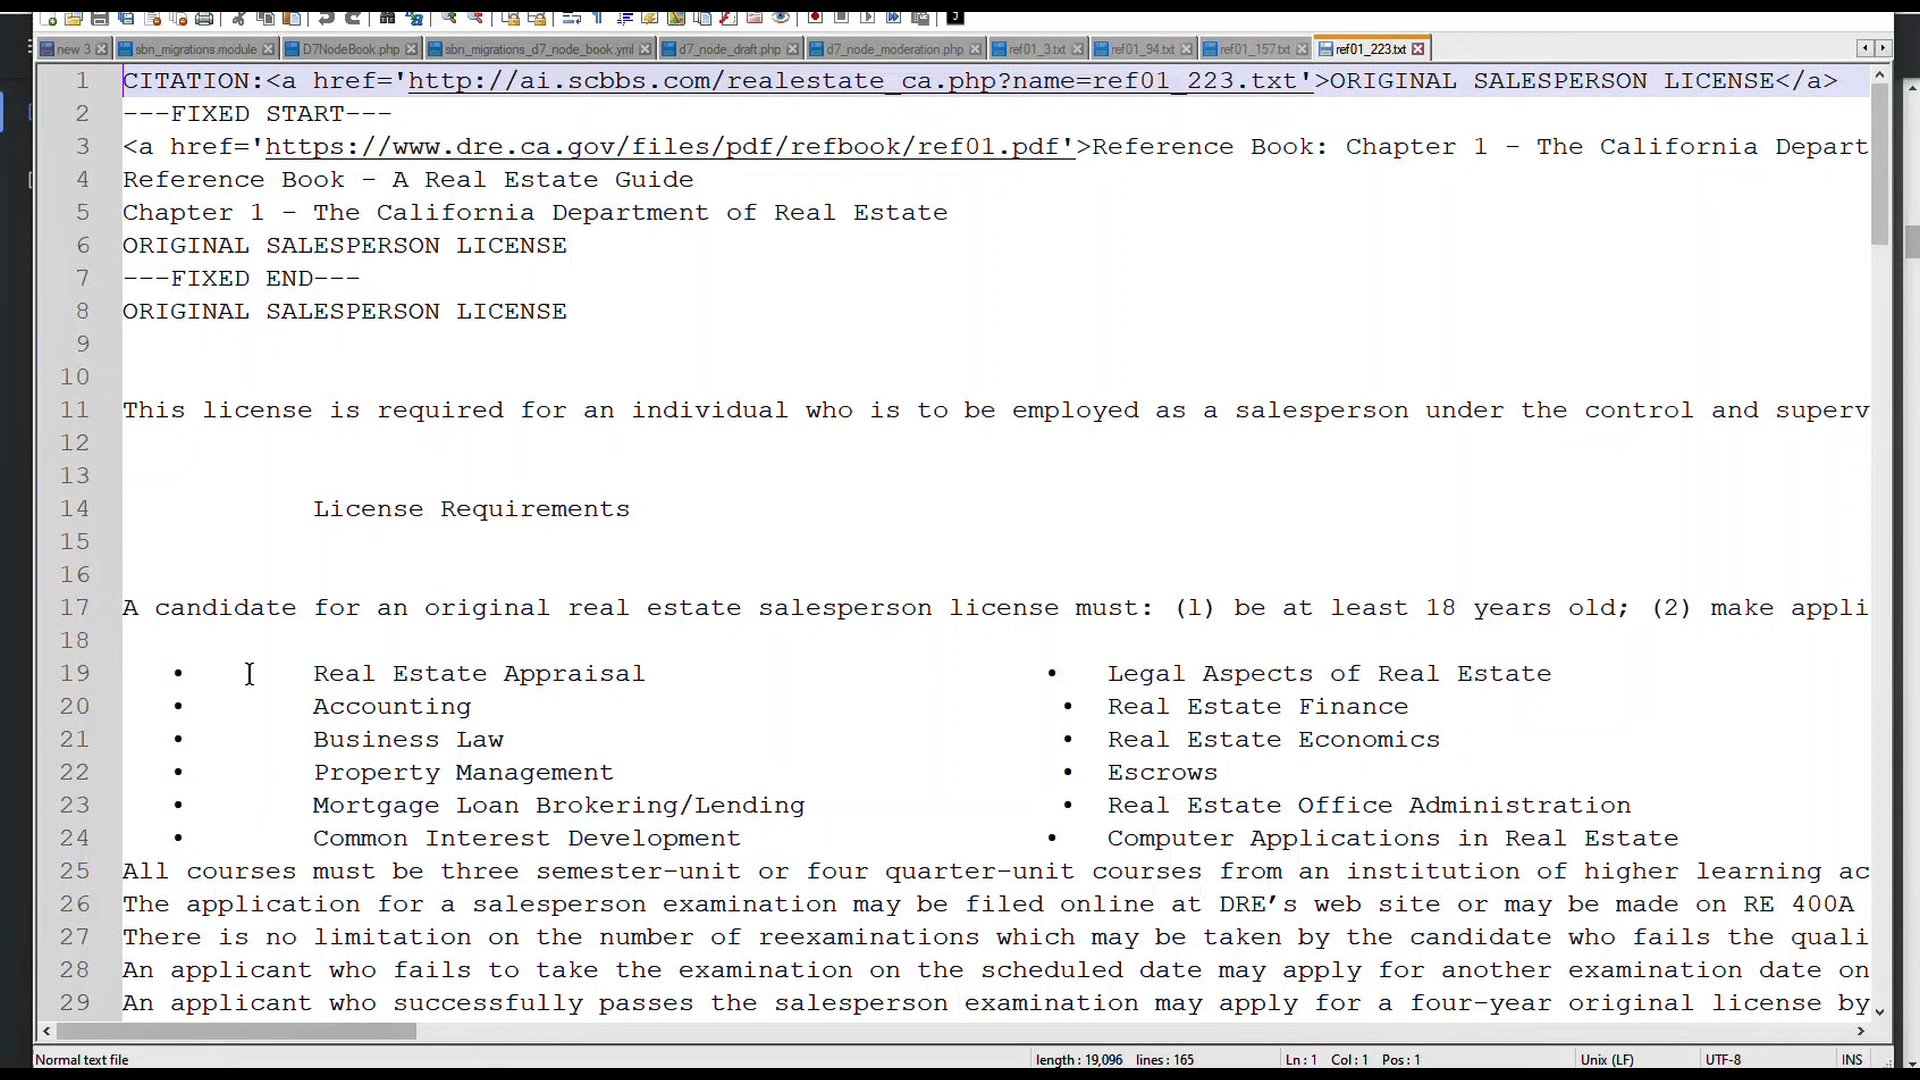 new 3 sbn_migrations.module D7NodeBook.php sbn_migrations_d7_node_book.yml d7_node_draft.php d7_node_moderation.php ref01_3.txt ref01_94.txt ref01_157.txt ref01_223.txt
1 CITATION:<a href='http://ai.scbbs.com/realestate_ca.php?name=ref01_223.txt'>ORIGINAL SALESPERSON LICENSE</a>
2 ---FIXED START---
3 <a href='https://www.dre.ca.gov/files/pdf/refbook/ref01.pdf'>Reference Book: Chapter 1 - The California Depart
4 Reference Book - A Real Estate Guide
5 Chapter 1 - The California Department of Real Estate
6 ORIGINAL SALESPERSON LICENSE
7 ---FIXED END---
8 ORIGINAL SALESPERSON LICENSE
9
10
11 This license is required for an individual who is to be employed as a salesperson under the control and superv
12
13
14 License Requirements
15
16
17 A candidate for an original real estate salesperson license must: (l) be at least 18 years old; (2) make appli
18
19 • Real Estate Appraisal • Legal Aspects of Real Estate
20 • Accounting • Real Estate Finance
21 • Business Law • Real Estate Economics
22 • Property Management • Escrows
23 • Mortgage Loan Brokering/Lending • Real Estate Office Administration
24 • Common Interest Development • Computer Applications in Real Estate
25 All courses must be three semester-unit or four quarter-unit courses from an institution of higher learning ac
26 The application for a salesperson examination may be filed online at DRE’s web site or may be made on RE 400A
27 There is no limitation on the number of reexaminations which may be taken by the candidate who fails the quali
28 An applicant who fails to take the examination on the scheduled date may apply for another examination date on
29 An applicant who successfully passes the salesperson examination may apply for a four-year original license by
Normal text file length : 19,096 lines : 165 Ln : 1 Col : 1 Pos : 1 Unix (LF) UTF-8 INS